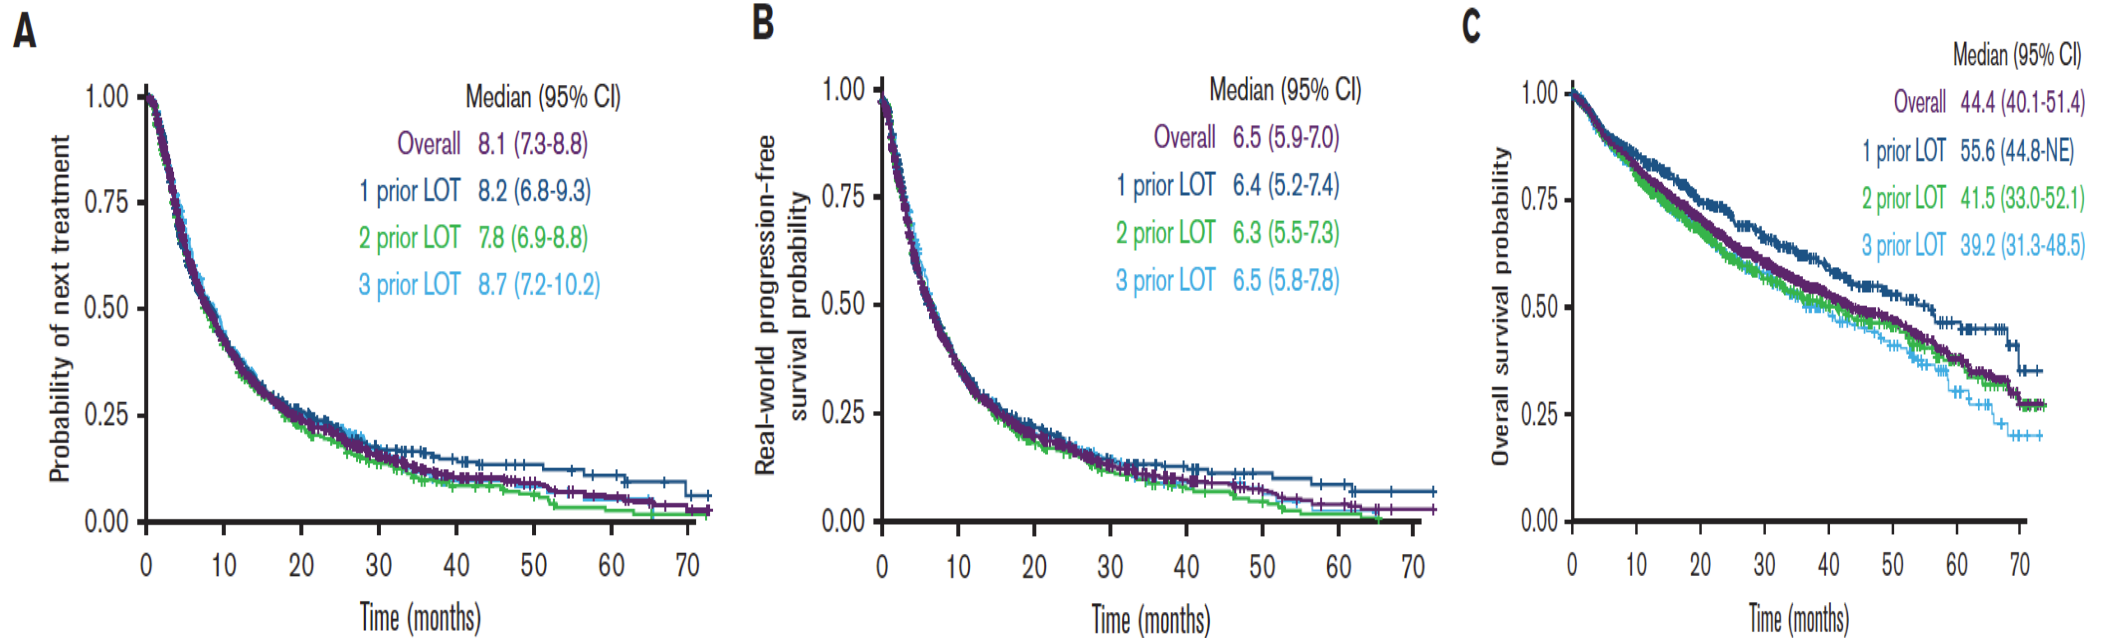 A
Probability of next treatment
1.00
0.75
0.50
0.25
0.00
Median (95% CI)
Overall 8.1 (7.3-8.8)
1 prior LOT 8.2 (6.8-9.3)
2 prior LOT 7.8 (6.9-8.8)
3 prior LOT 8.7 (7.2-10.2)
0 10 20 30 40 50 60 70
Time (months)
B
Real-world progression-free
survival probability
1.00
0.75
0.50
0.25
0.00
Median (95% CI)
Overall 6.5 (5.9-7.0)
1 prior LOT 6.4 (5.2-7.4)
2 prior LOT 6.3 (5.5-7.3)
3 prior LOT 6.5 (5.8-7.8)
0 10 20 30 40 50 60 70
Time (months)
C
Overall survival probability
1.00
0.75
0.50
0.25
0.00
Median (95% CI)
Overall 44.4 (40.1-51.4)
1 prior LOT 55.6 (44.8-NE)
2 prior LOT 41.5 (33.0-52.1)
3 prior LOT 39.2 (31.3-48.5)
0 10 20 30 40 50 60 70
Time (months)